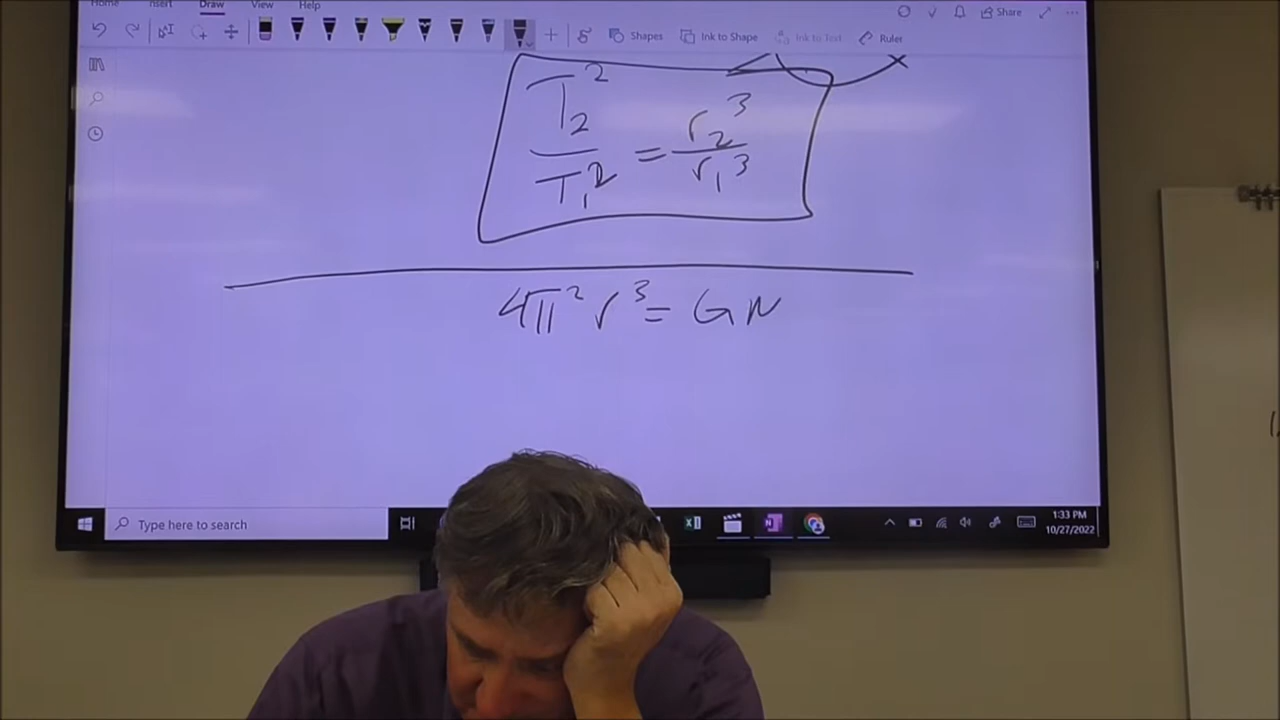 Home Insert Draw View Help
Share
Shapes Ink to Shape Ink to Text Ruler
T₂² / T₁² = r₂³ / r₁³
4π² r³ = G
Type here to search
1:33 PM
10/27/2022